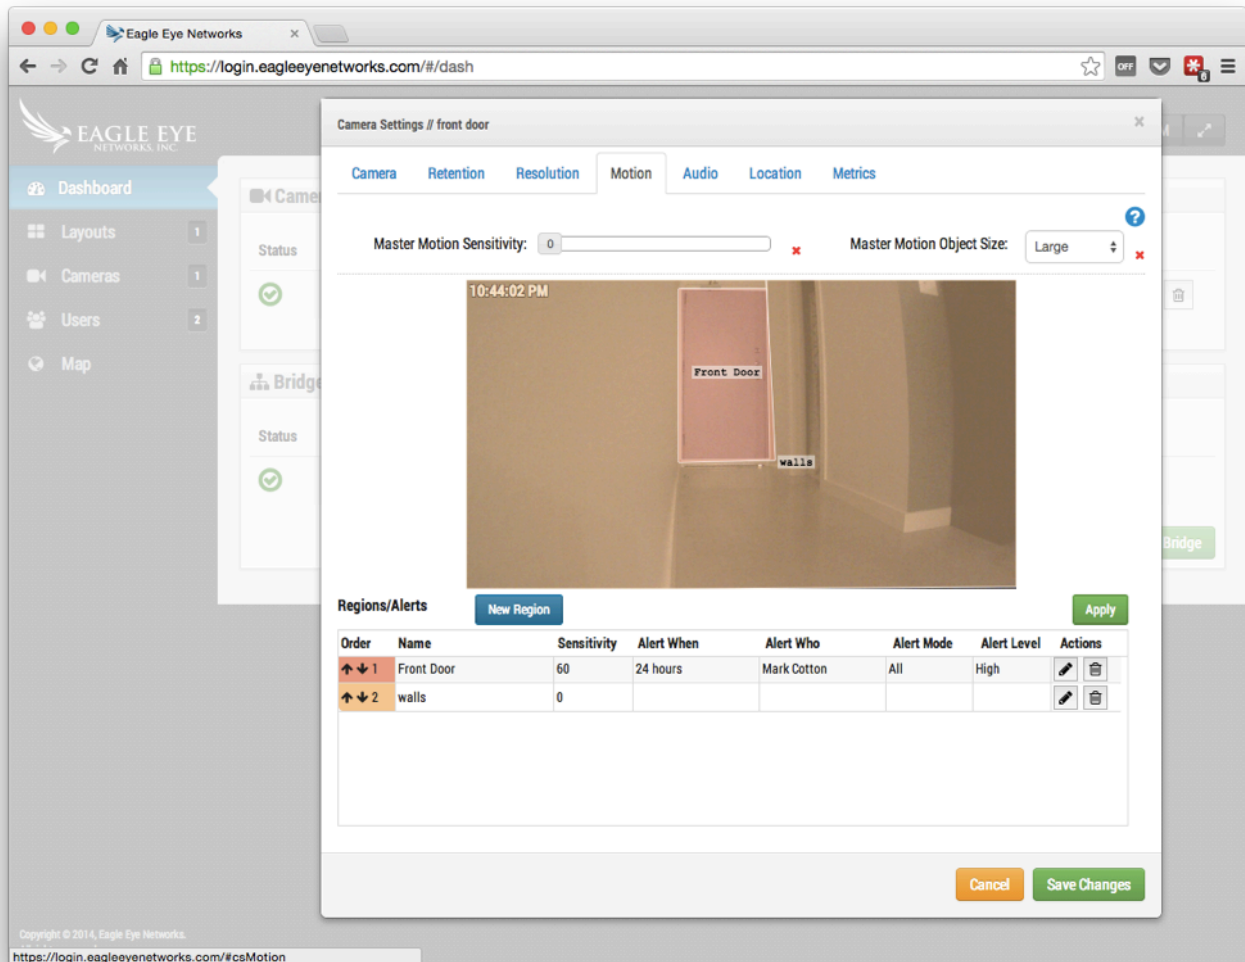 Eagle Eye Networks
https://login.eagleeyenetworks.com/#/dash
OFF
6
EAGLE EYE
NETWORKS, INC.
Camera Settings // front door
M
Dashboard
Layouts 1
Cameras 1
Users 2
Map
Came
Status
Bridge
Status
Bridge
Camera Retention Resolution Motion Audio Location Metrics
?
Master Motion Sensitivity: 0 Master Motion Object Size: Large
10:44:02 PM
Front Door
walls
Regions/Alerts New Region Apply
Order Name Sensitivity Alert When Alert Who Alert Mode Alert Level Actions
1 Front Door 60 24 hours Mark Cotton All High
2 walls 0
Cancel Save Changes
Copyright © 2014, Eagle Eye Networks.
https://login.eagleeyenetworks.com/#csMotion